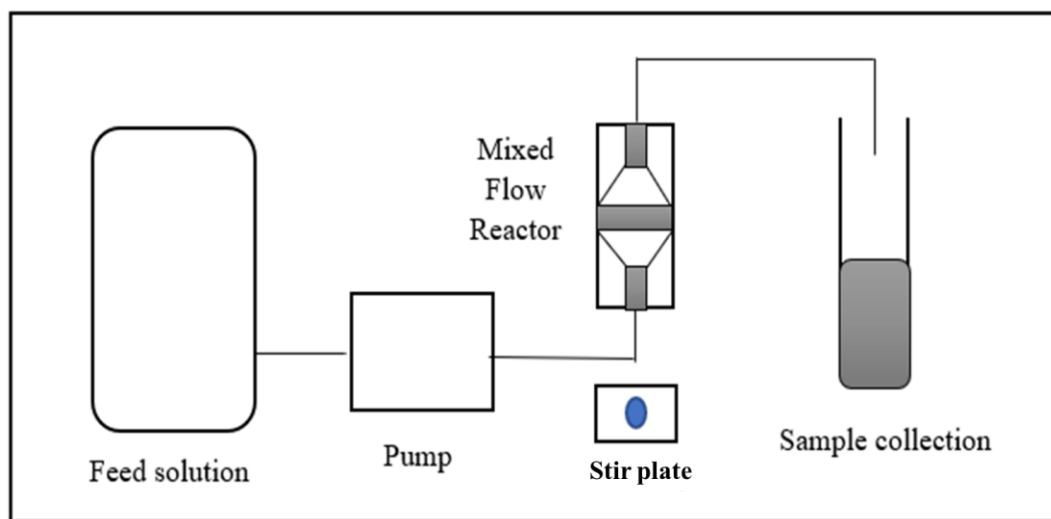 Mixed
Flow
Reactor
Feed solution
Pump
Stir plate
Sample collection